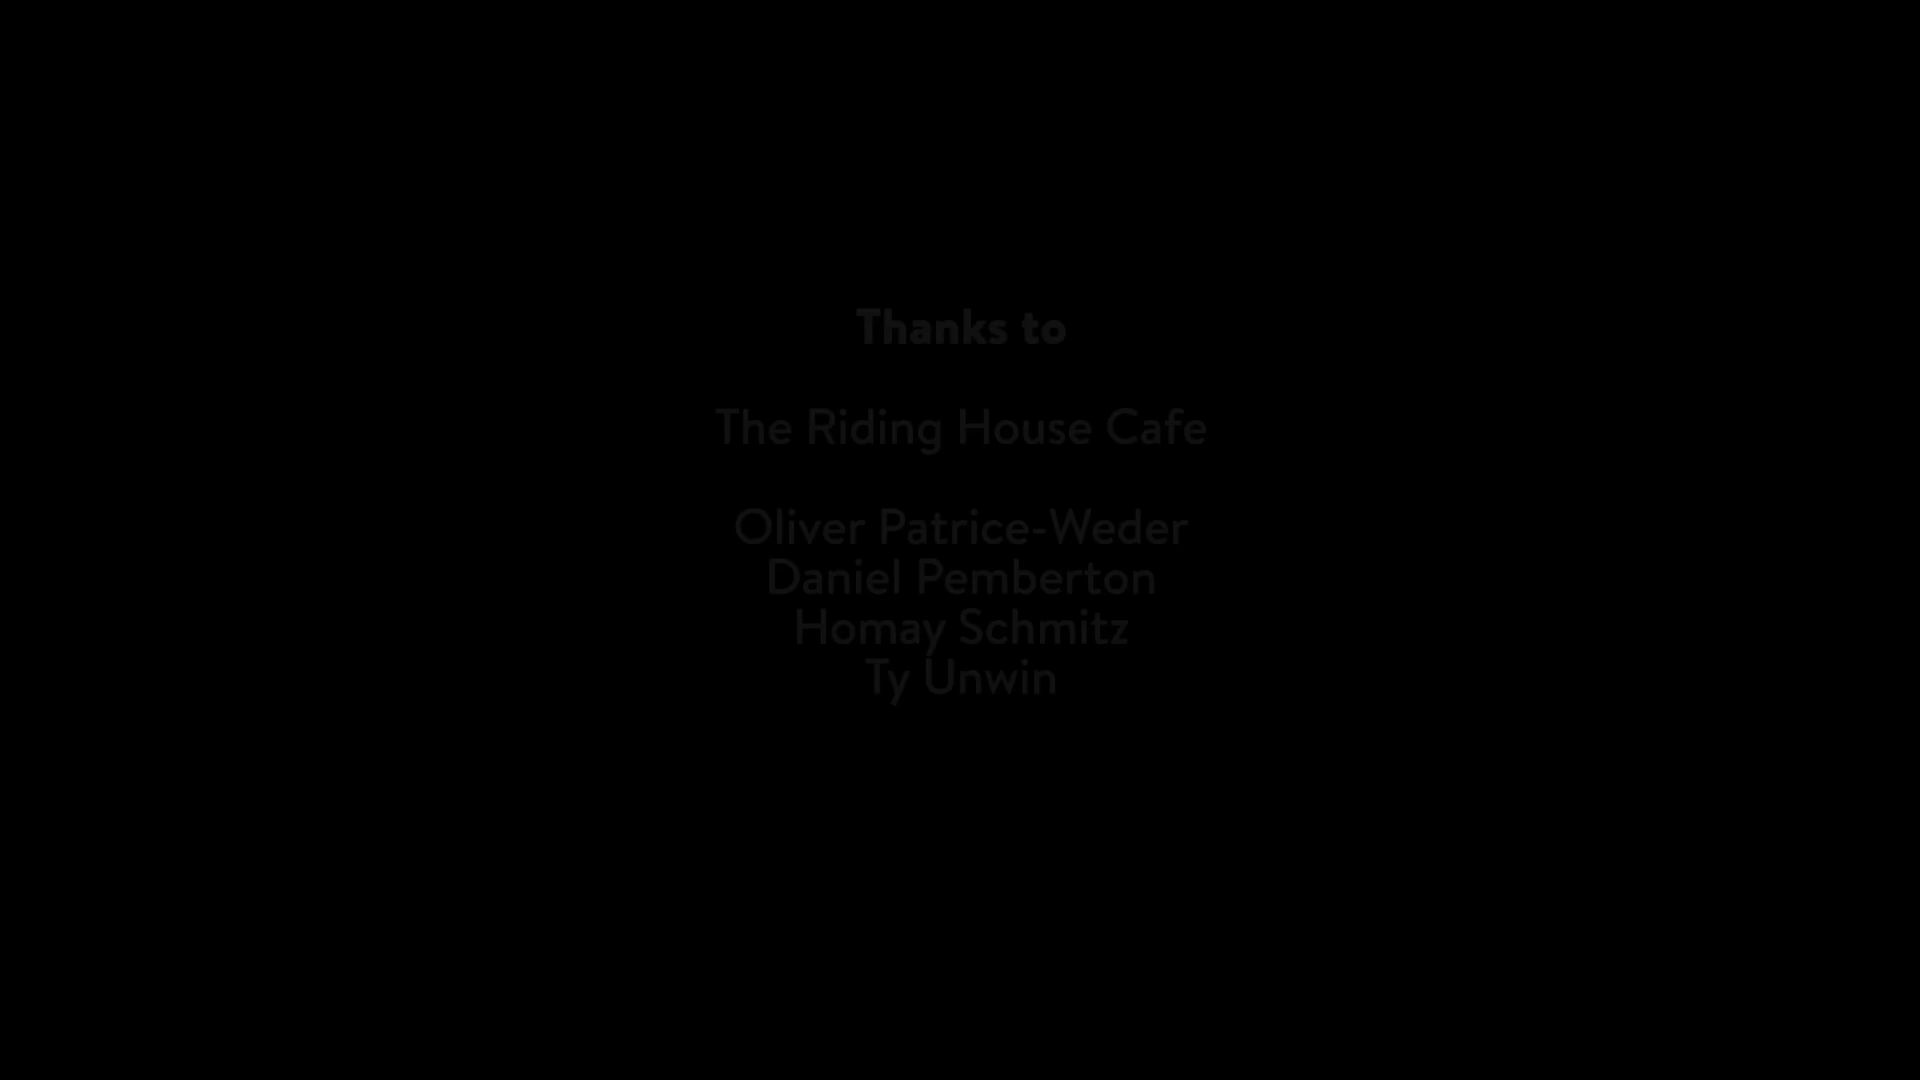 Thanks to
The Riding House Cafe
Oliver Patrice-Weder
Daniel Pemberton
Homay Schmitz
Ty Unwin